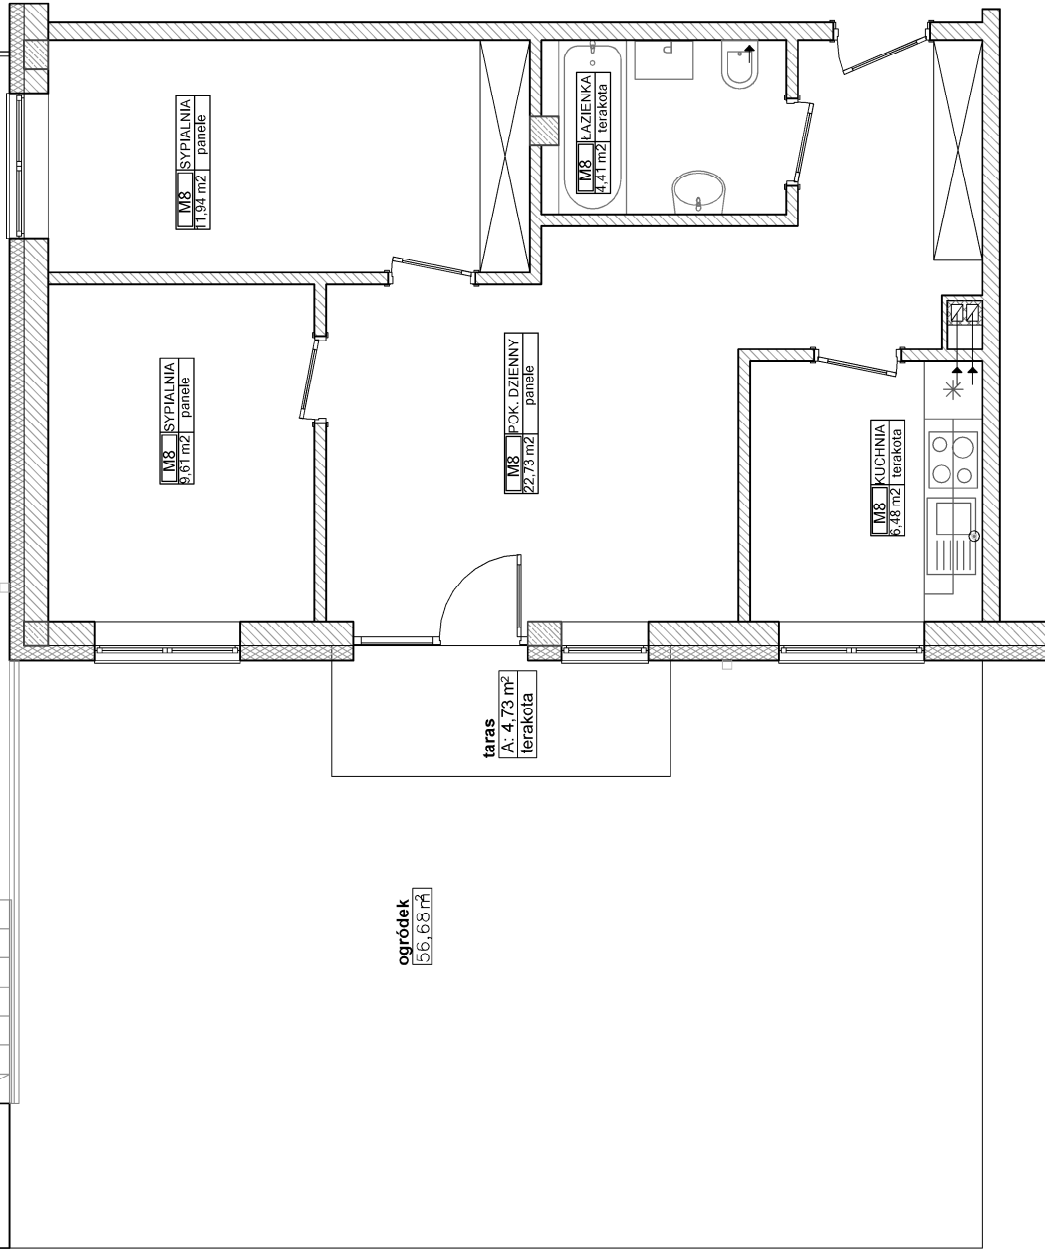 M8 SYPIALNIA
11,94 m2 panele
M8 ŁAZIENKA
4,41 m2 terakota
M8 SYPIALNIA
9,61 m2 panele
M8 POK. DZIENNY
22,73 m2 panele
M8 KUCHNIA
6,48 m2 terakota
taras
A: 4,73 m²
terakota
ogródek
56,68m²